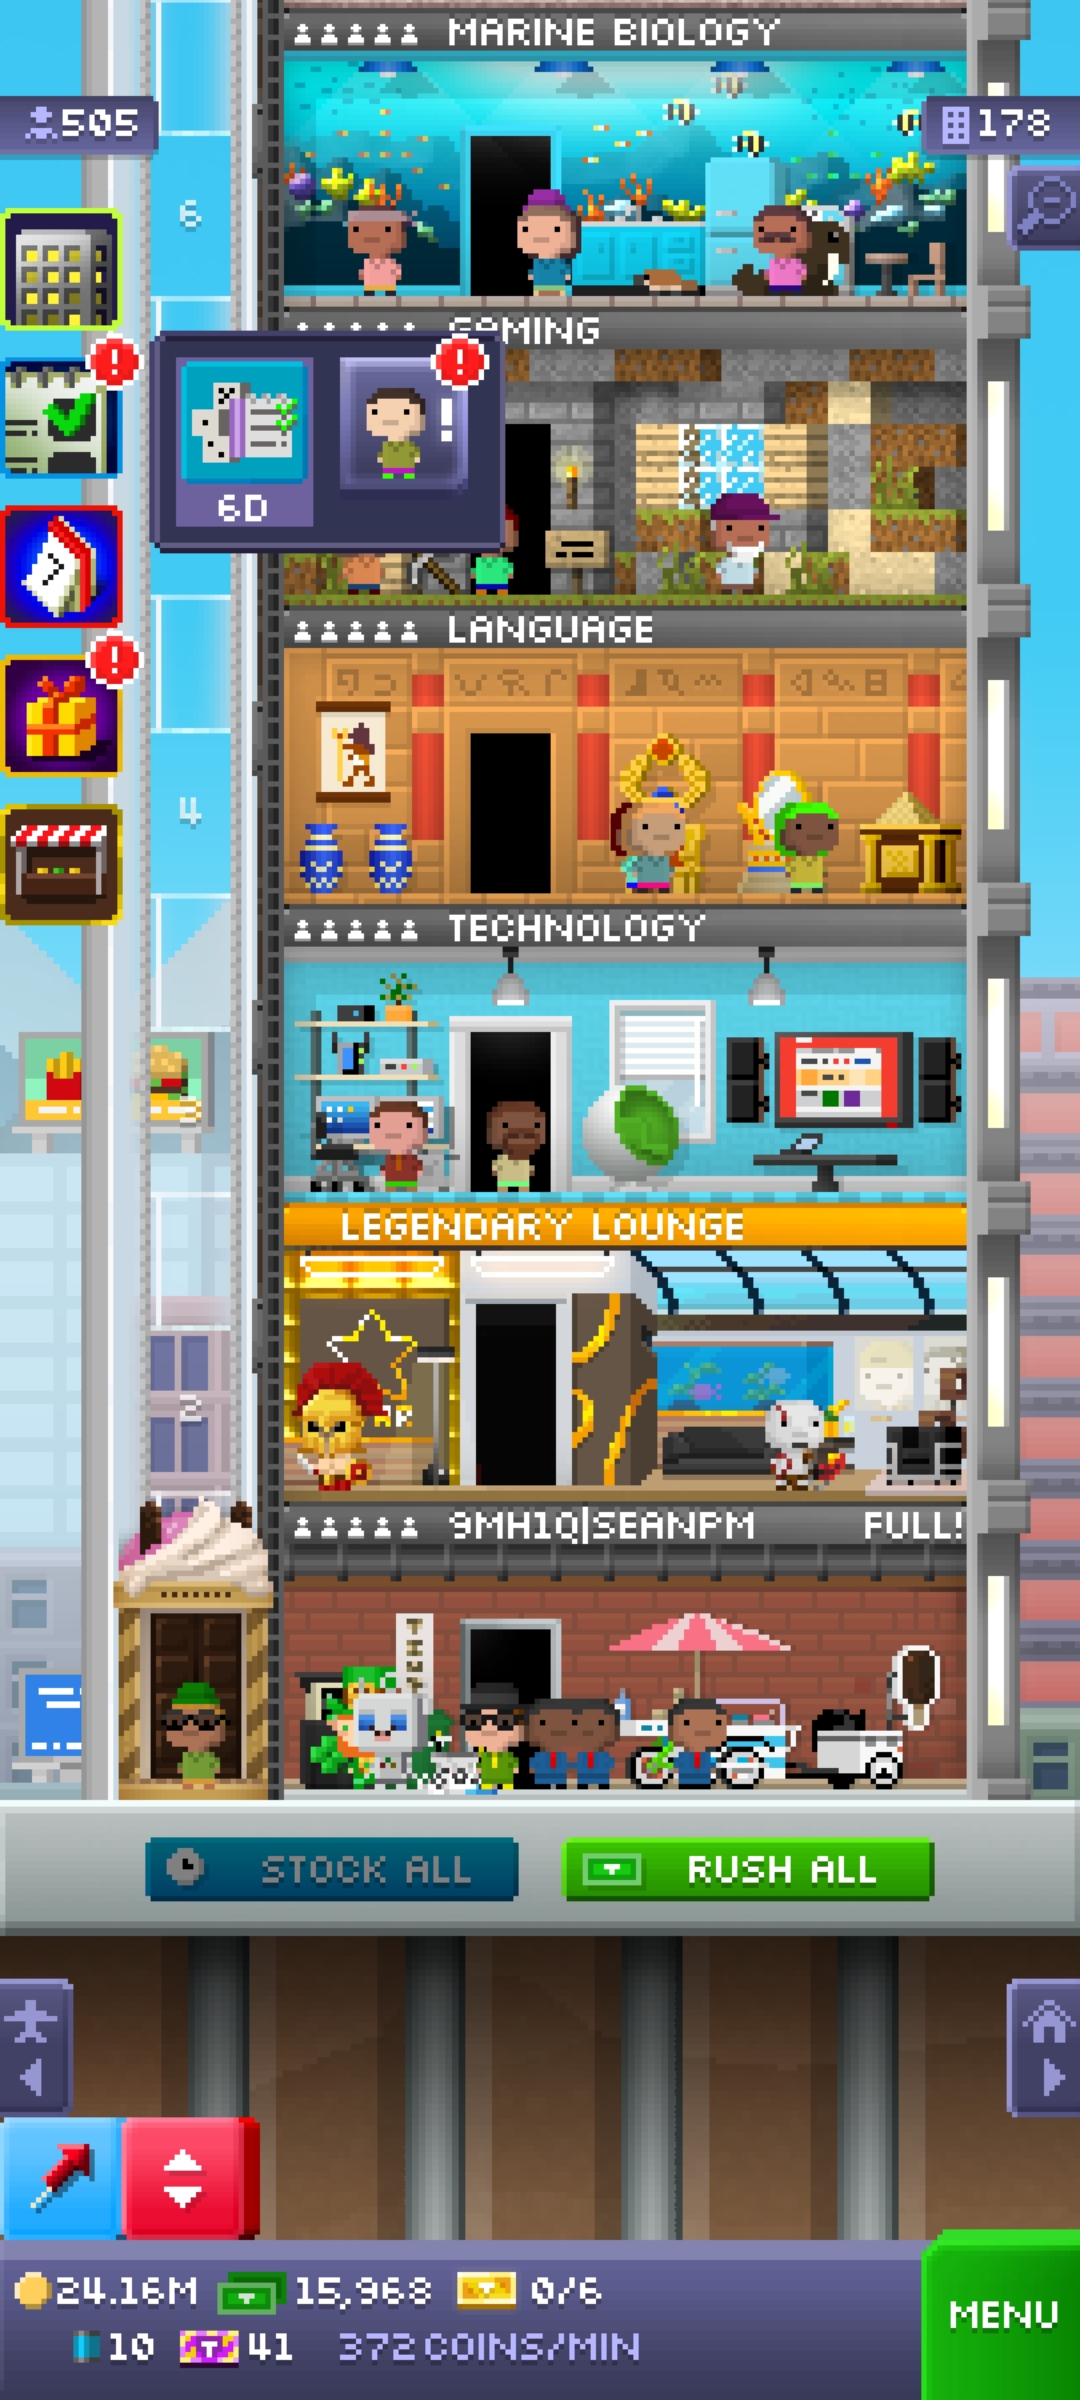 MARINE BIOLOGY
505
178
6
GAMING
!
!
!
6D
7
!
LANGUAGE
4
TECHNOLOGY
LEGENDARY LOUNGE
2
9MH1Q|SEANPM FULL!
STOCK ALL
RUSH ALL
24.16M 15,968 0/6
MENU
10 41 372 COINS/MIN